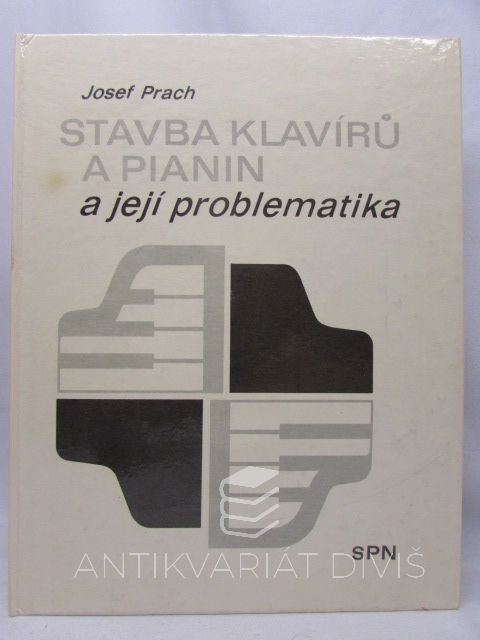 Josef Prach
STAVBA KLAVÍRŮ
A PIANIN
a její problematika
SPN
ANTIKVARIÁT DIVIŠ